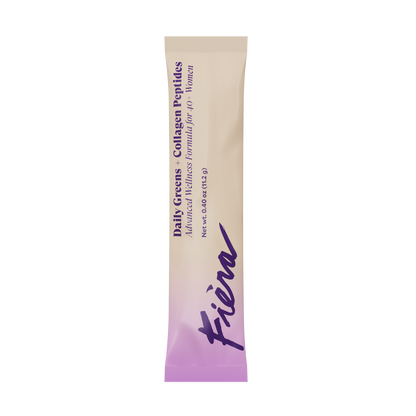 Daily Greens + Collagen Peptides
Advanced Wellness Formula for 40+ Women
Net wt. 0.40 oz (11.2 g)
Fièra